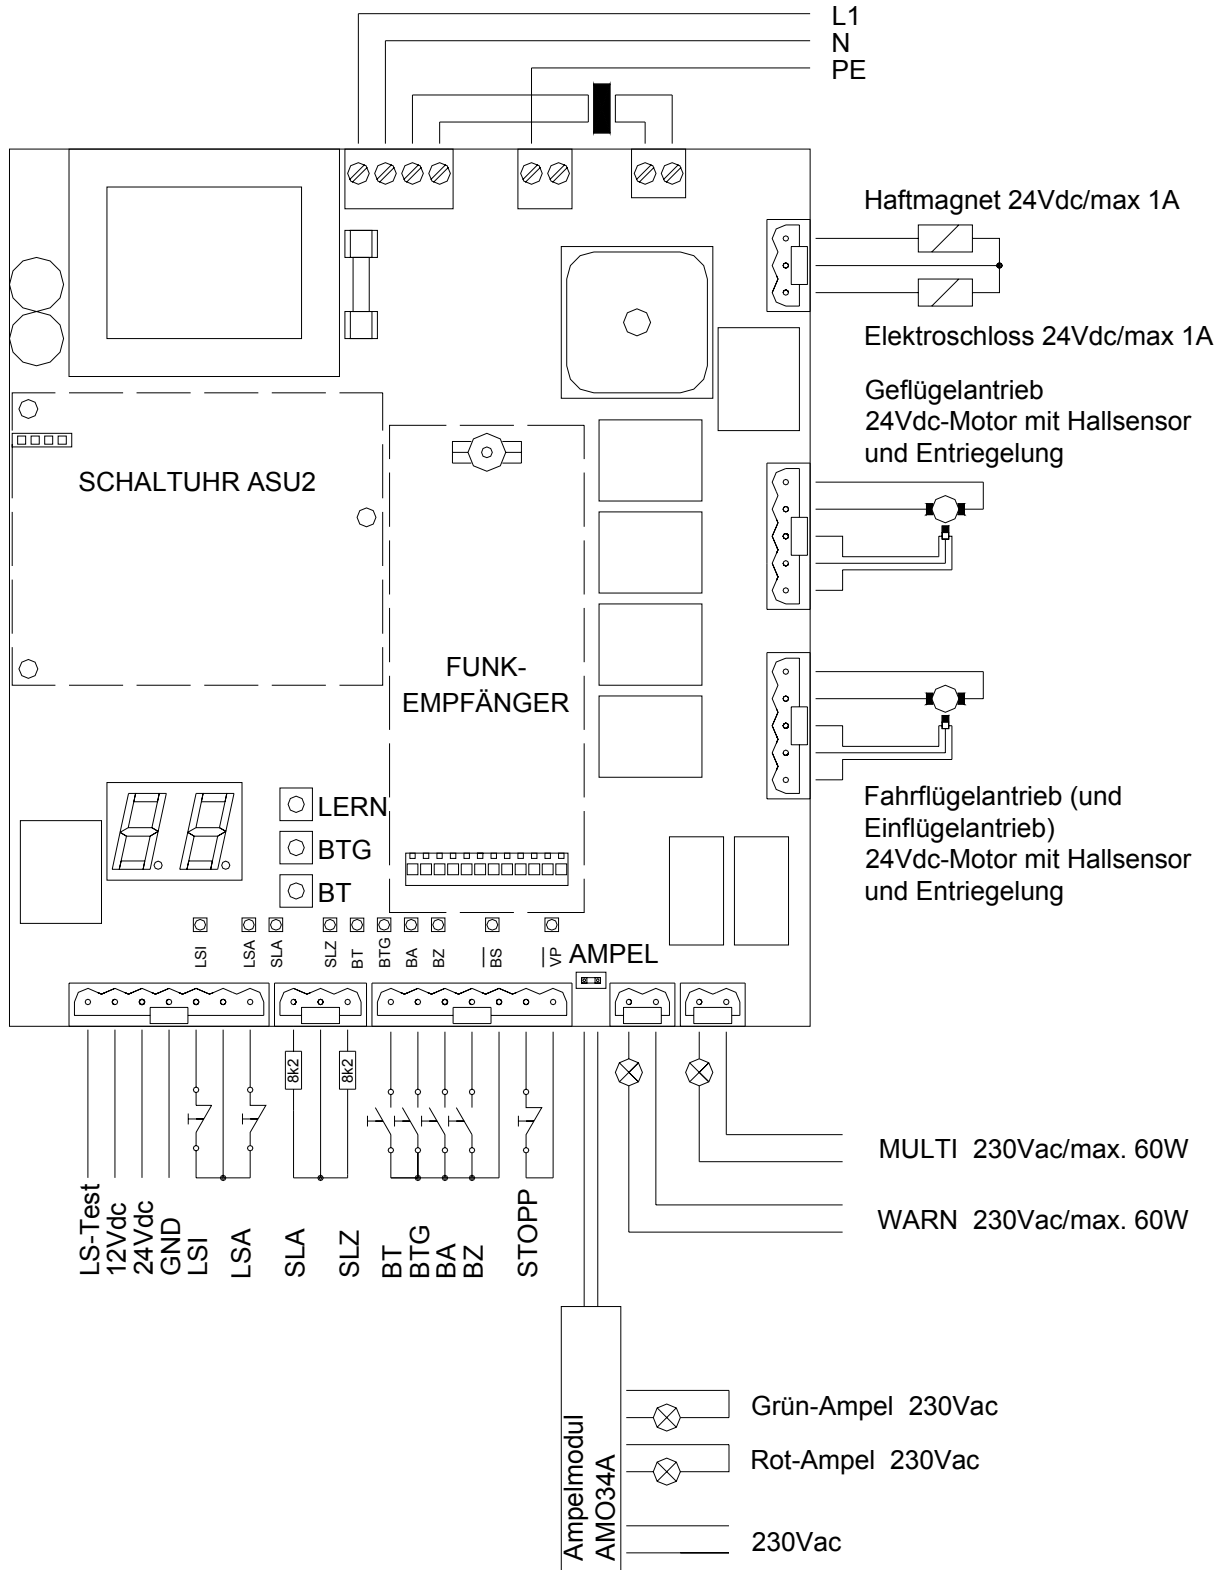 L1
N
PE
Haftmagnet 24Vdc/max 1A
Elektroschloss 24Vdc/max 1A
Geflügelantrieb
24Vdc-Motor mit Hallsensor
und Entriegelung
SCHALTUHR ASU2
FUNK-
EMPFÄNGER
Fahrflügelantrieb (und
Einflügelantrieb)
24Vdc-Motor mit Hallsensor
und Entriegelung
LERN
BTG
BT
LSI
LSA
SLA
SLZ
BT
BTG
BA
BZ
BS
VP
AMPEL
8k2
8k2
MULTI 230Vac/max. 60W
WARN 230Vac/max. 60W
LS-Test
12Vdc
24Vdc
GND
LSI
LSA
SLA
SLZ
BT
BTG
BA
BZ
STOPP
Ampelmodul
AMO34A
Grün-Ampel 230Vac
Rot-Ampel 230Vac
230Vac